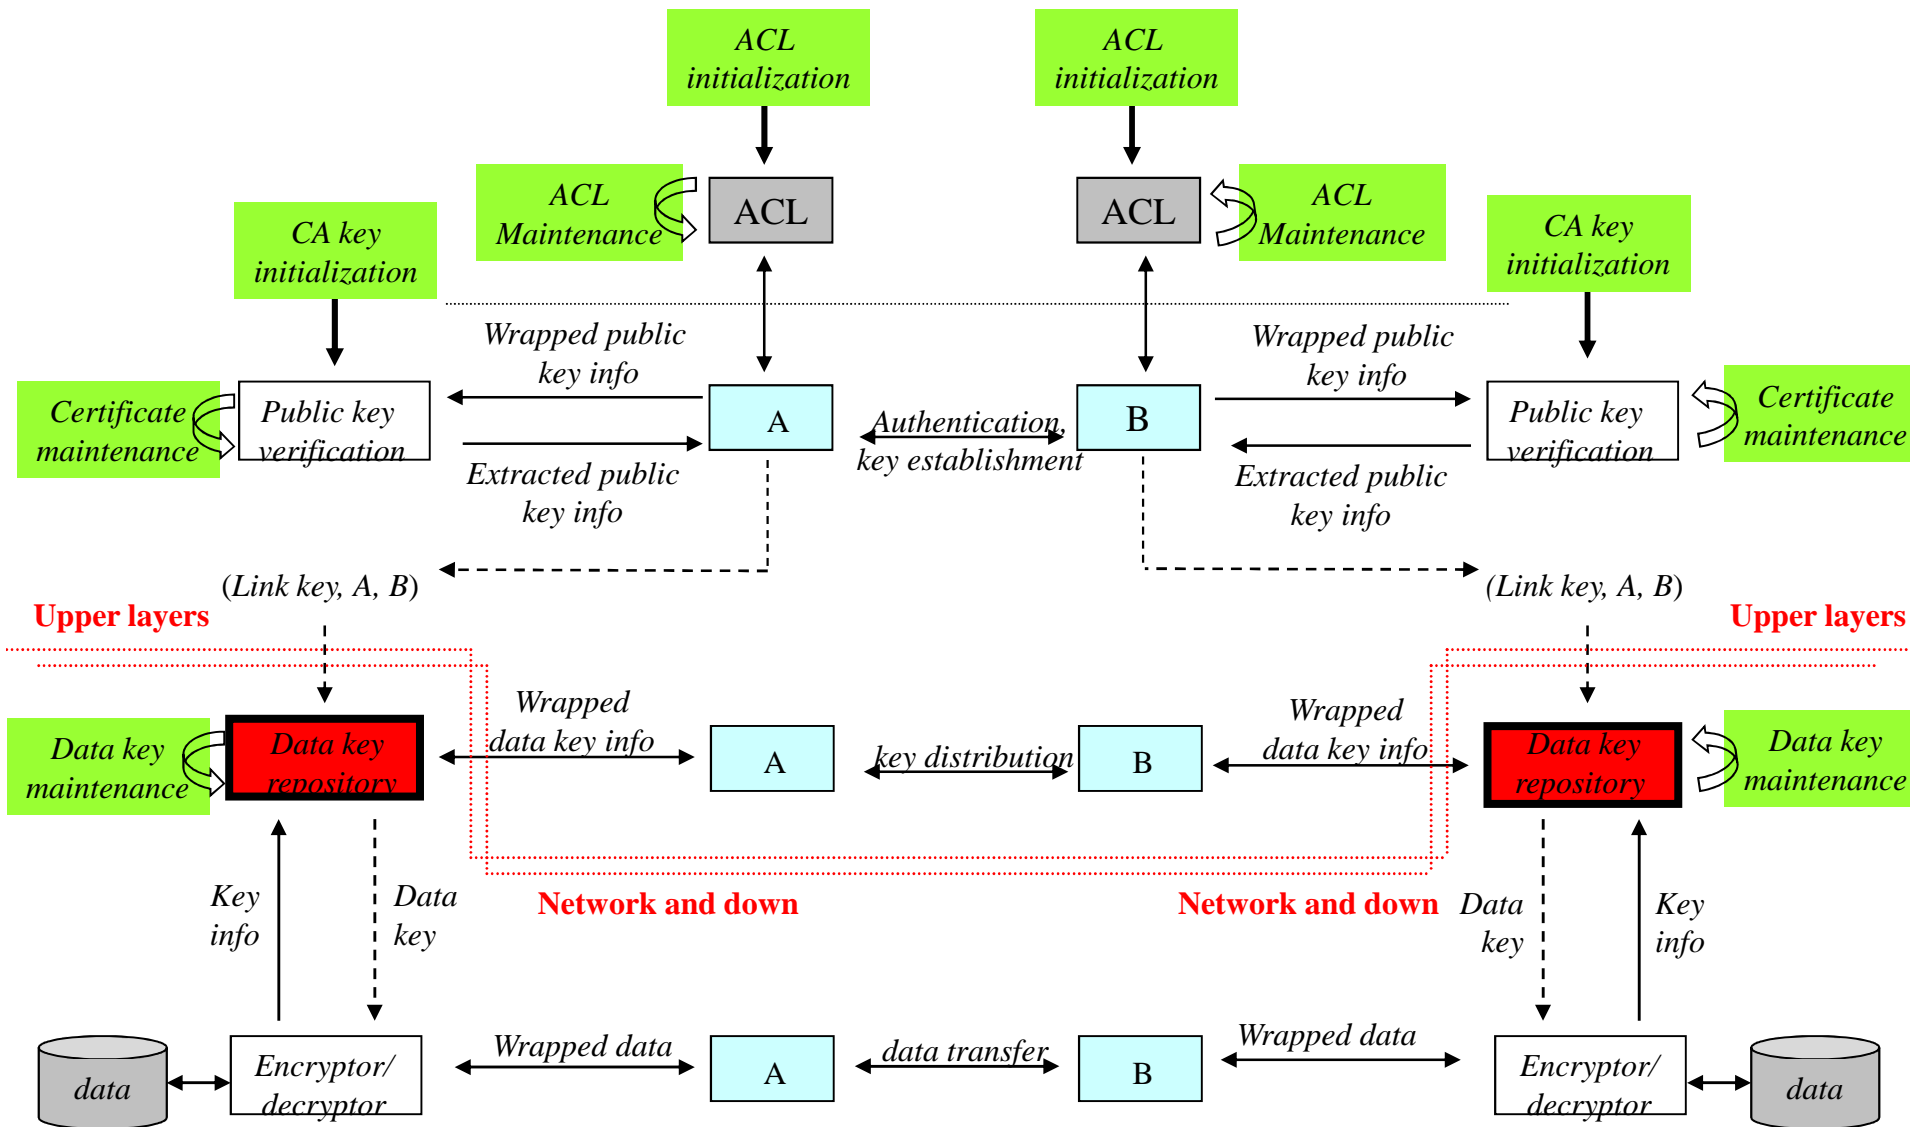 ACL
initialization
ACL
initialization
ACL
Maintenance
ACL
ACL
ACL
Maintenance
CA key
initialization
CA key
initialization
Wrapped public
key info
Wrapped public
key info
Certificate
maintenance
Public key
verification
A
Authentication,
key establishment
B
Public key
verification
Certificate
maintenance
Extracted public
key info
Extracted public
key info
(Link key, A, B)
(Link key, A, B)
Upper layers
Upper layers
Data key
maintenance
Data key
repository
Wrapped
data key info
A
key distribution
B
Wrapped
data key info
Data key
repository
Data key
maintenance
Key
info
Data
key
Network and down
Network and down
Data
key
Key
info
data
Encryptor/
decryptor
Wrapped data
A
data transfer
B
Wrapped data
Encryptor/
decryptor
data